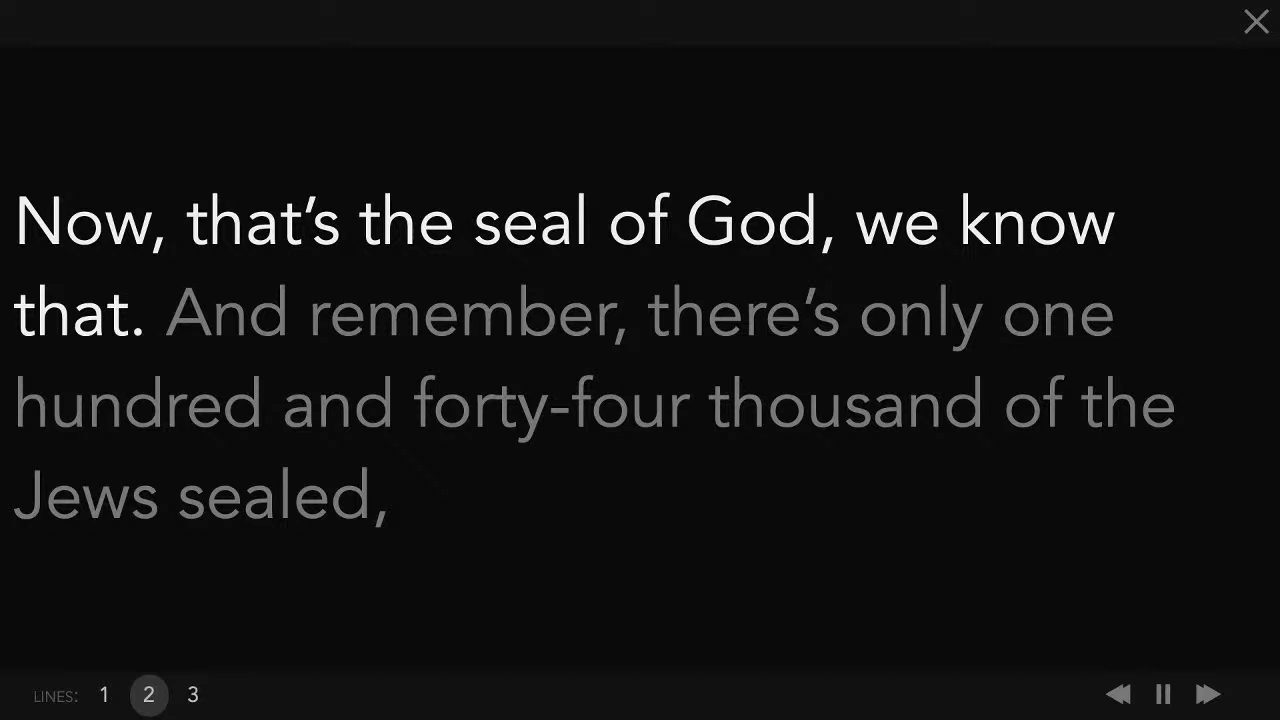 Now, that’s the seal of God, we know
that. And remember, there’s only one
hundred and forty-four thousand of the
Jews sealed,
LINES: 1 2 3